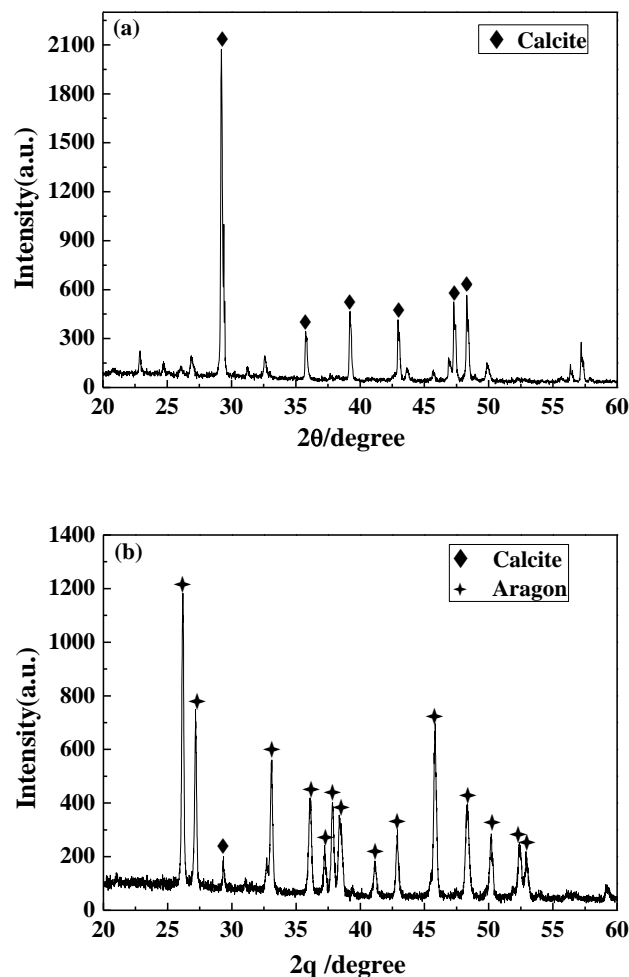 (a)
◆ Calcite
2100
1800
1500
1200
900
600
300
0
20 25 30 35 40 45 50 55 60
Intensity(a.u.)
2θ/degree
(b)
◆ Calcite
✦ Aragon
1400
1200
1000
800
600
400
200
0
20 25 30 35 40 45 50 55 60
Intensity(a.u.)
2q /degree